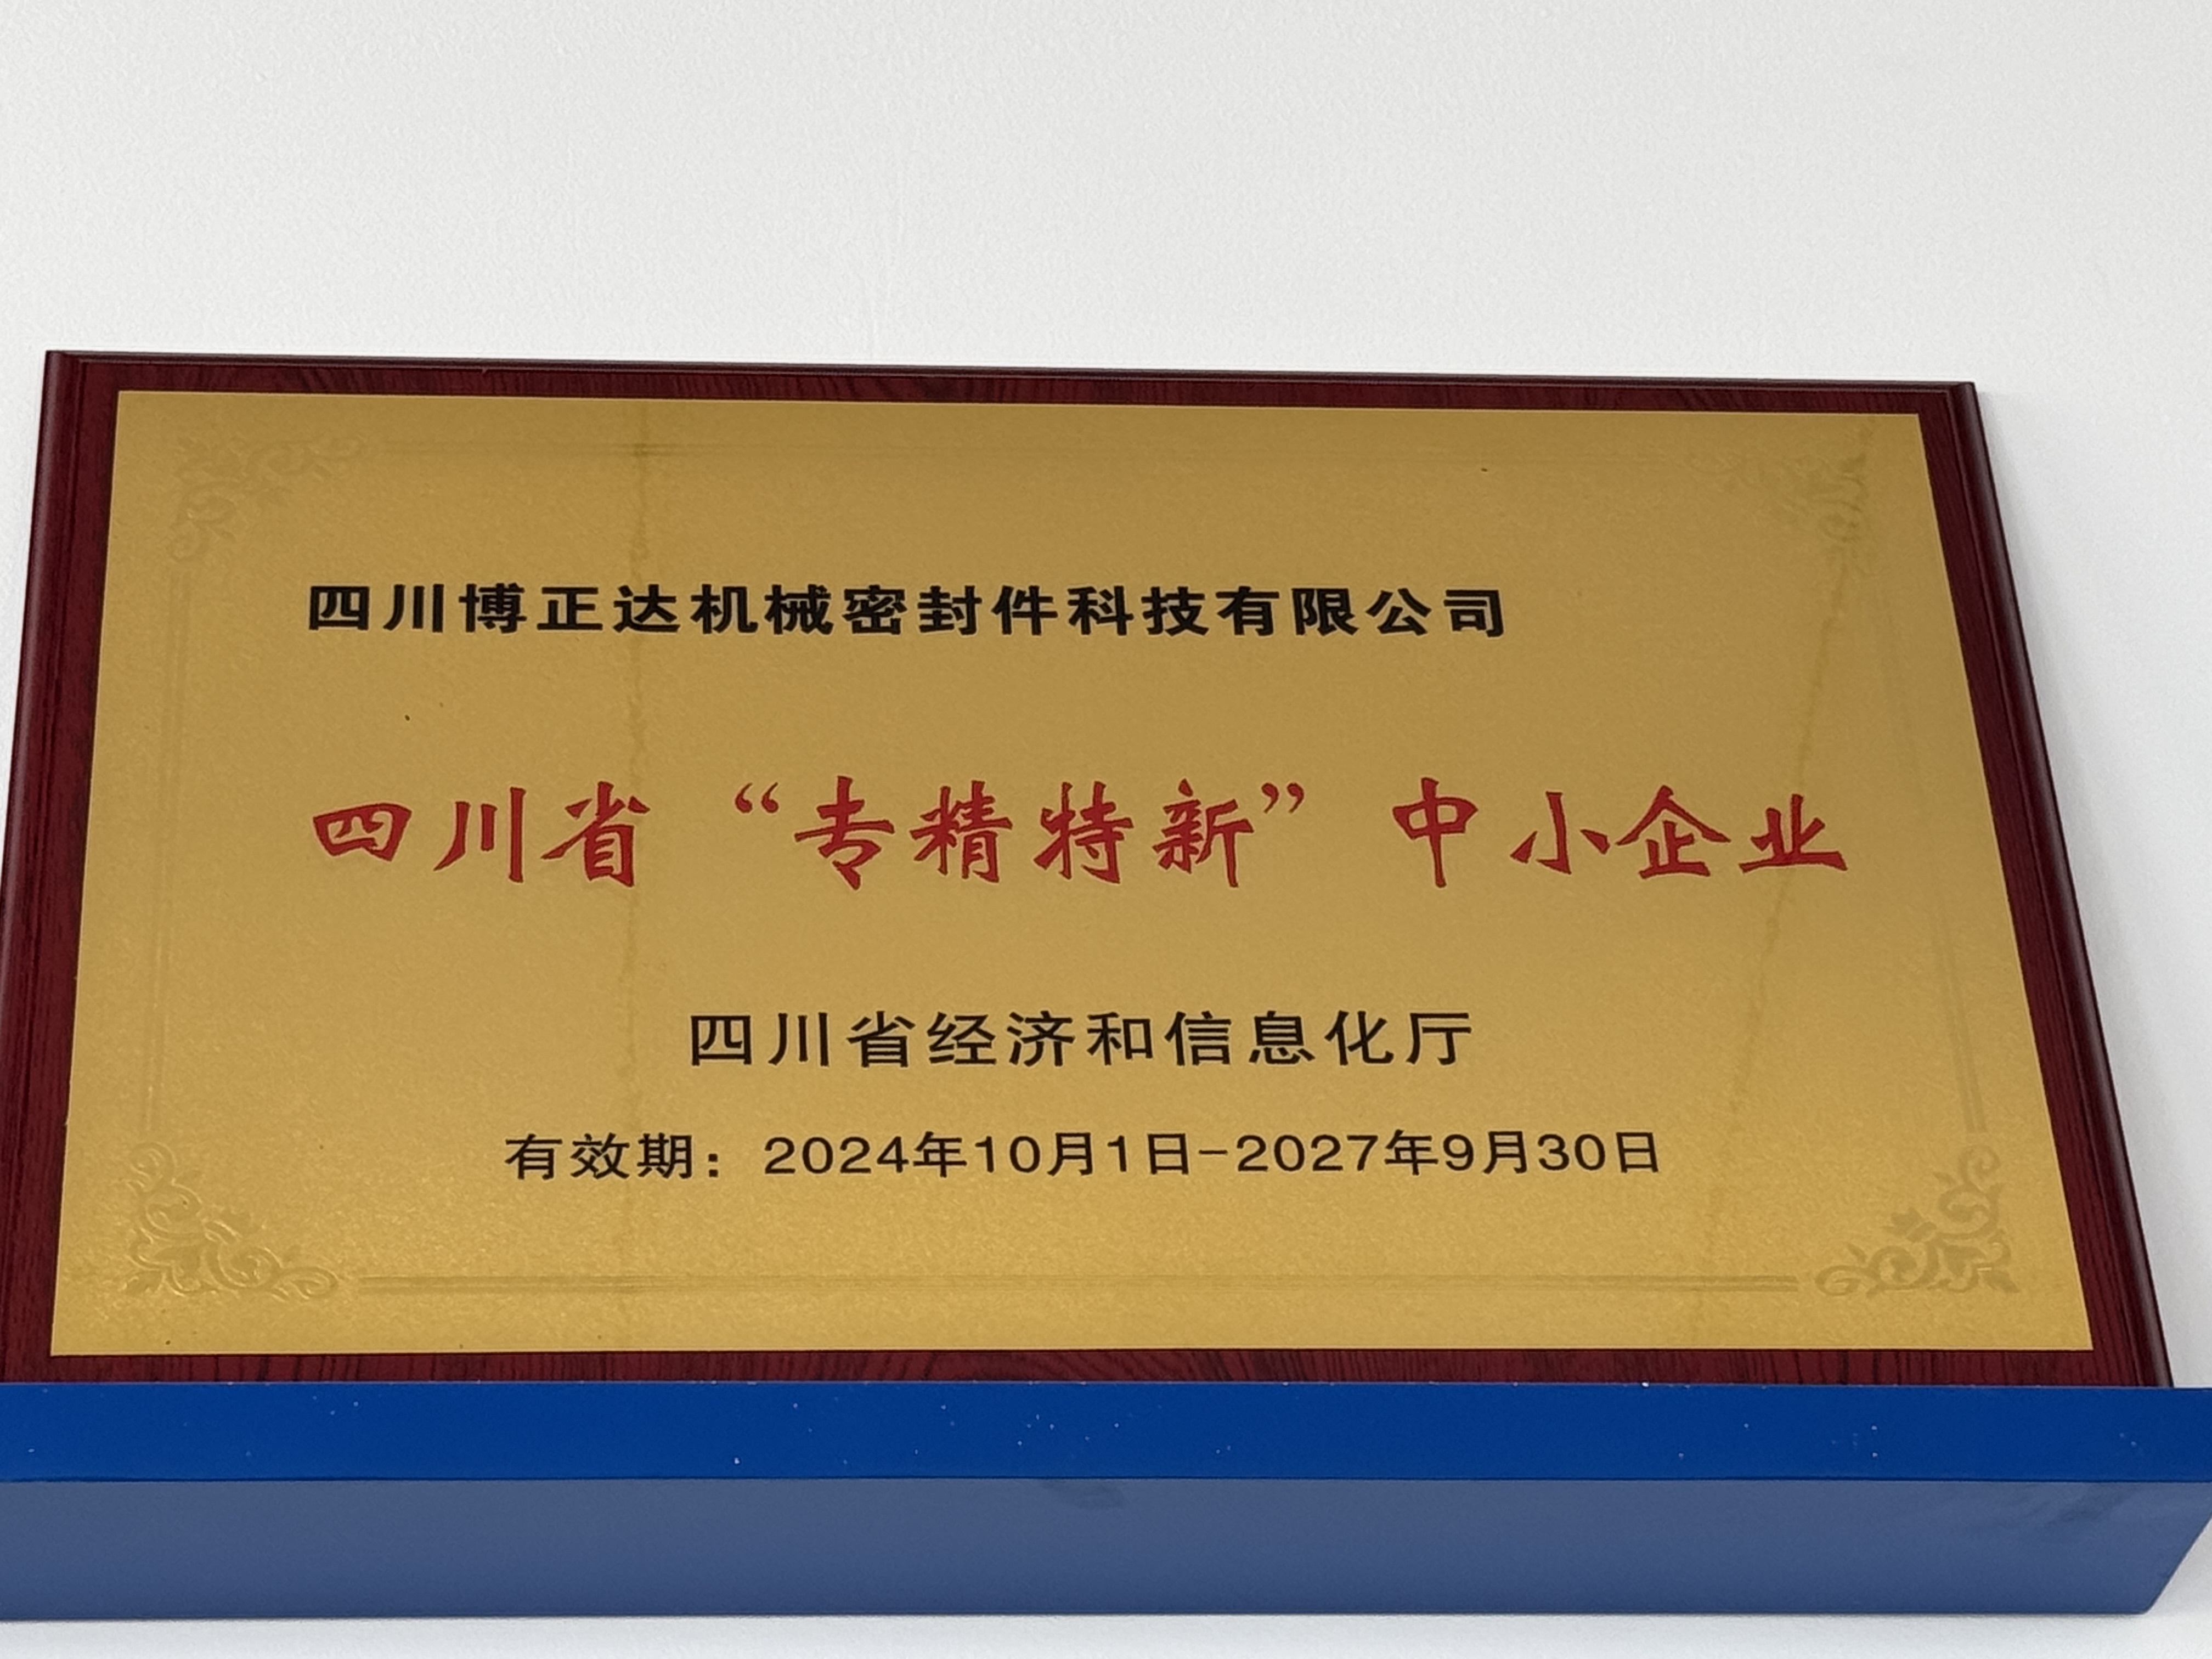 四川博正达机械密封件科技有限公司
四川省“专精特新”中小企业
四川省经济和信息化厅
有效期：2024年10月1日-2027年9月30日